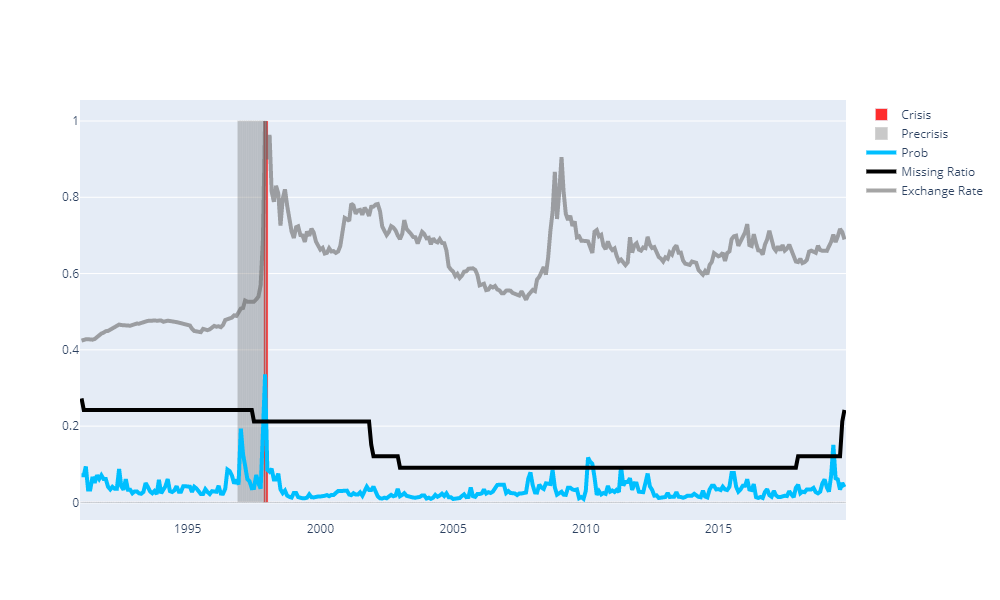 1
0.8
0.6
0.4
0.2
0
1995
2000
2005
2010
2015
Crisis
Precrisis
Prob
Missing Ratio
Exchange Rate